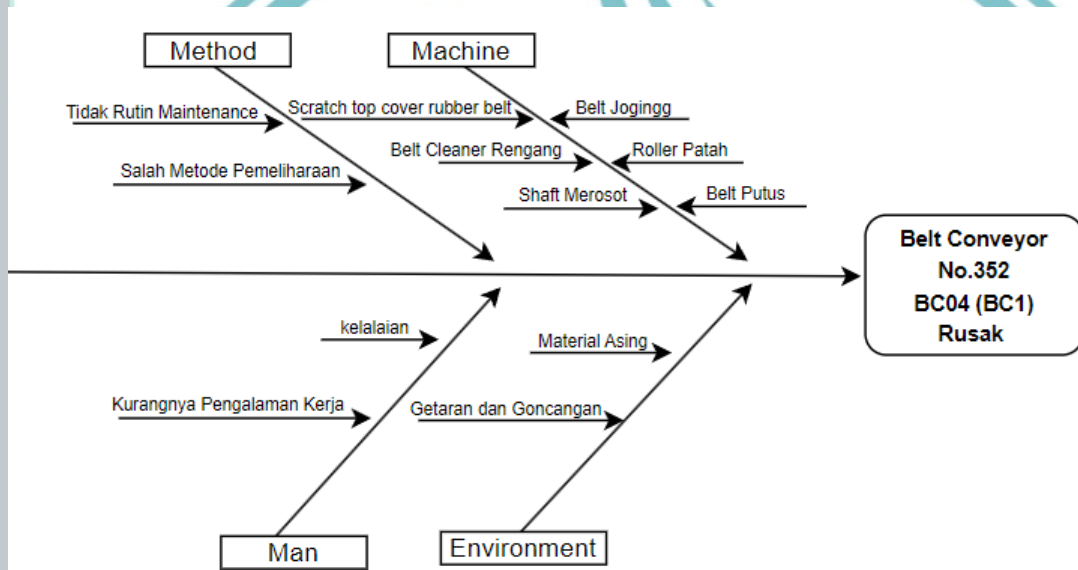 Method
Machine
Tidak Rutin Maintenance
Scratch top cover rubber belt
Belt Jogingg
Belt Cleaner Rengang
Roller Patah
Salah Metode Pemeliharaan
Shaft Merosot
Belt Putus
Belt Conveyor
No.352
BC04 (BC1)
Rusak
kelalaian
Material Asing
Kurangnya Pengalaman Kerja
Getaran dan Goncangan
Man
Environment